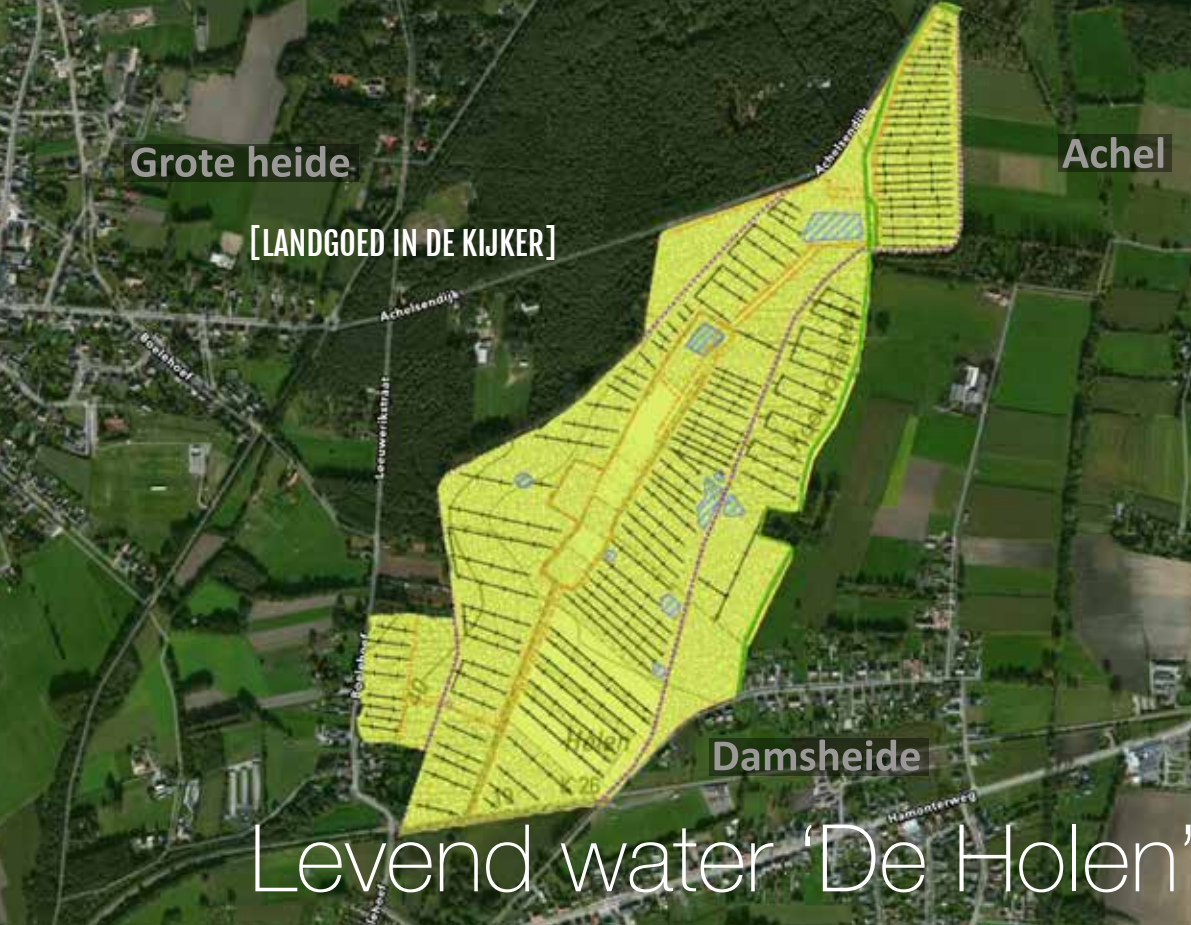 Grote heide
Achel
Achelsendijk
[LANDGOED IN DE KIJKER]
Achelsendijk
Boelehoef
Leeuwerikstraat
Boelehoef
Holen
K 26
Damsheide
Hamonterweg
Levend water ‘De Holen’